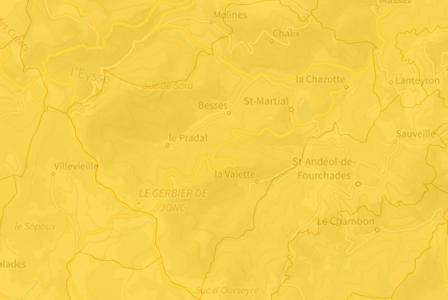 Molines
Chalix
L'Eysse
Suc de Sara
la Chazotte
Lanteyron
Besses
St-Martial
le Pradal
Sauveille
Villevieille
la Valette
St-Andéol-de-
Fourchades
LE GERBIER DE
JONC
le Sépoux
Le Chambon
alades
Suc d'Ourseyre